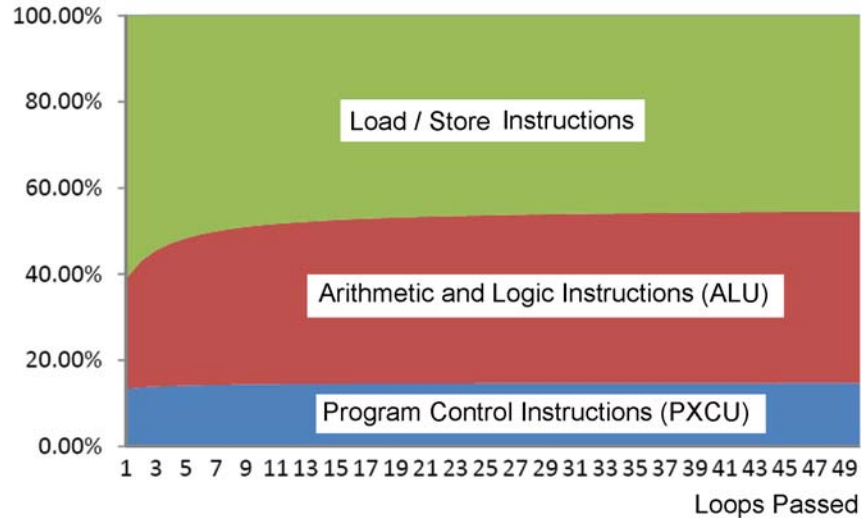 100.00%
80.00%
60.00%
40.00%
20.00%
0.00%
Load / Store Instructions
Arithmetic and Logic Instructions (ALU)
Program Control Instructions (PXCU)
1 3 5 7 9 11 13 15 17 19 21 23 25 27 29 31 33 35 37 39 41 43 45 47 49
Loops Passed